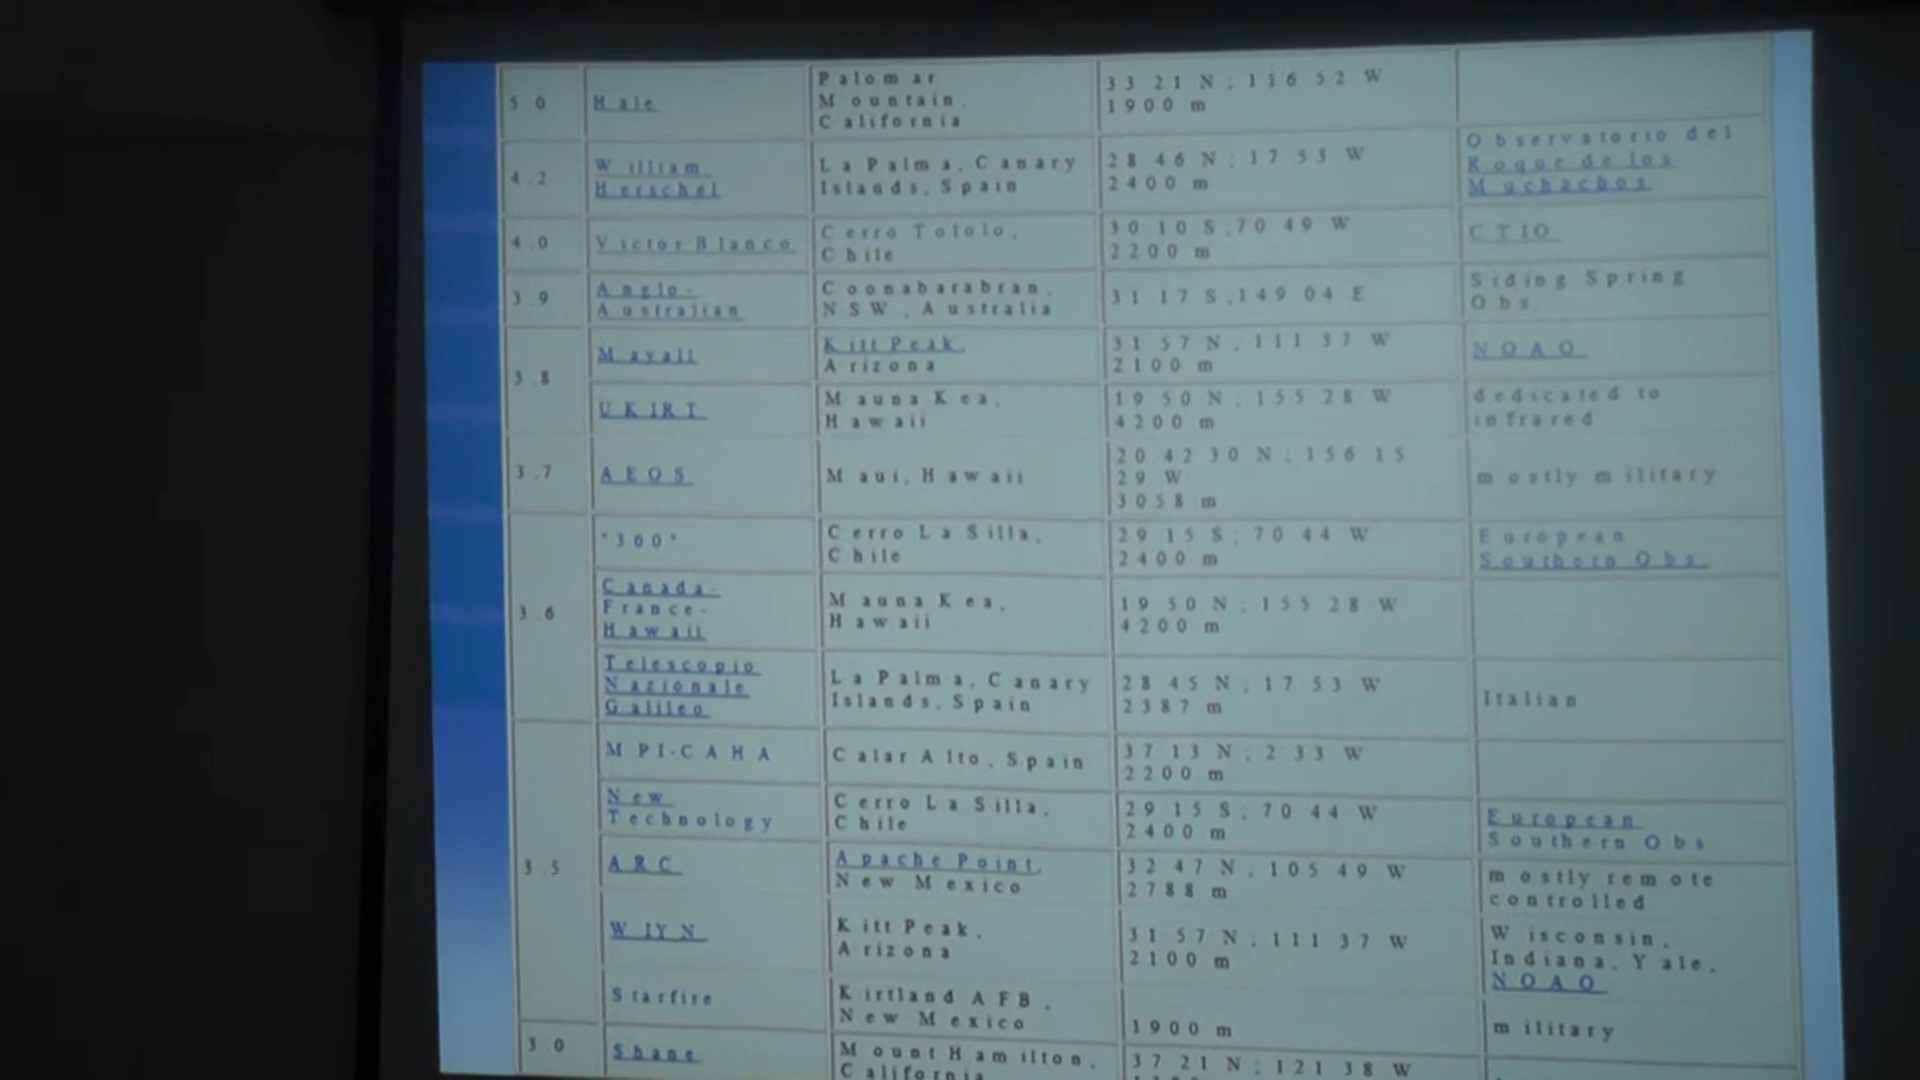 5.0
Hale
Palomar
Mountain,
California
33 21 N; 116 52 W
1900 m
4.2
William
Herschel
La Palma, Canary
Islands, Spain
28 46 N; 17 53 W
2400 m
Observatorio del
Roque de los
Muchachos
4.0
Victor Blanco
Cerro Tololo,
Chile
30 10 S, 70 49 W
2200 m
CTIO
3.9
Anglo-
Australian
Coonabarabran,
NSW, Australia
31 17 S, 149 04 E
Siding Spring
Obs.
3.8
Mayall
Kitt Peak
Arizona
31 57 N, 111 37 W
2100 m
NOAO
UKIRT
Mauna Kea,
Hawaii
19 50 N, 155 28 W
4200 m
dedicated to
infrared
3.7
AEOS
Maui, Hawaii
20 42 30 N; 156 15
29 W
3058 m
mostly military
3.6
"360"
Cerro La Silla,
Chile
29 15 S; 70 44 W
2400 m
European
Southern Obs.
Canada-
France-
Hawaii
Mauna Kea,
Hawaii
19 50 N; 155 28 W
4200 m
Telescopio
Nazionale
Galileo
La Palma, Canary
Islands, Spain
28 45 N; 17 53 W
2387 m
Italian
3.5
MPI-CAHA
Calar Alto, Spain
37 13 N; 2 33 W
2200 m
New
Technology
Cerro La Silla,
Chile
29 15 S; 70 44 W
2400 m
European
Southern Obs
ARC
Apache Point,
New Mexico
32 47 N; 105 49 W
2788 m
mostly remote
controlled
WIYN
Kitt Peak,
Arizona
31 57 N; 111 37 W
2100 m
Wisconsin,
Indiana, Yale,
NOAO
Starfire
Kirtland AFB,
New Mexico
1900 m
military
3.0
Shane
Mount Hamilton,
California
37 21 N; 121 38 W